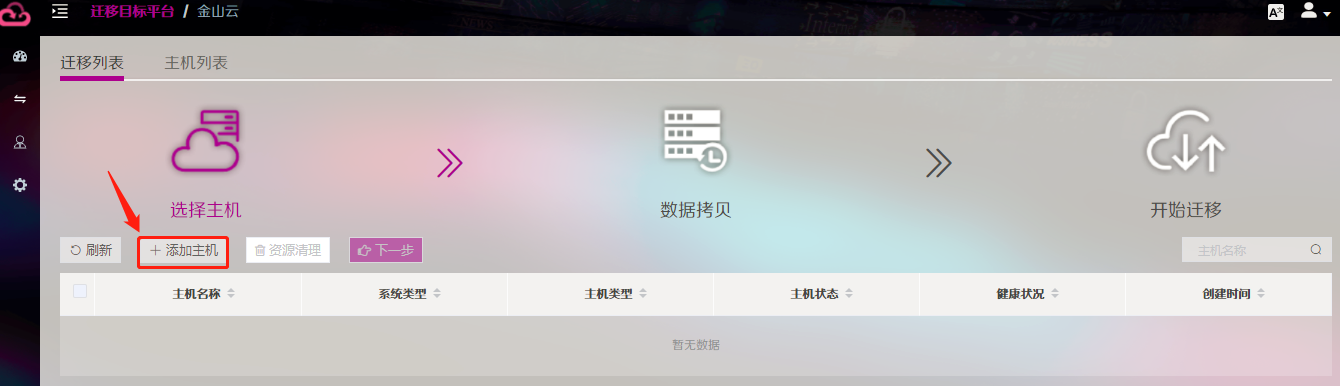 迁移目标平台 / 金山云
迁移列表 主机列表
选择主机 数据拷贝 开始迁移
刷新 添加主机 资源清理 下一步 主机名称
主机名称 系统类型 主机类型 主机状态 健康状况 创建时间
暂无数据